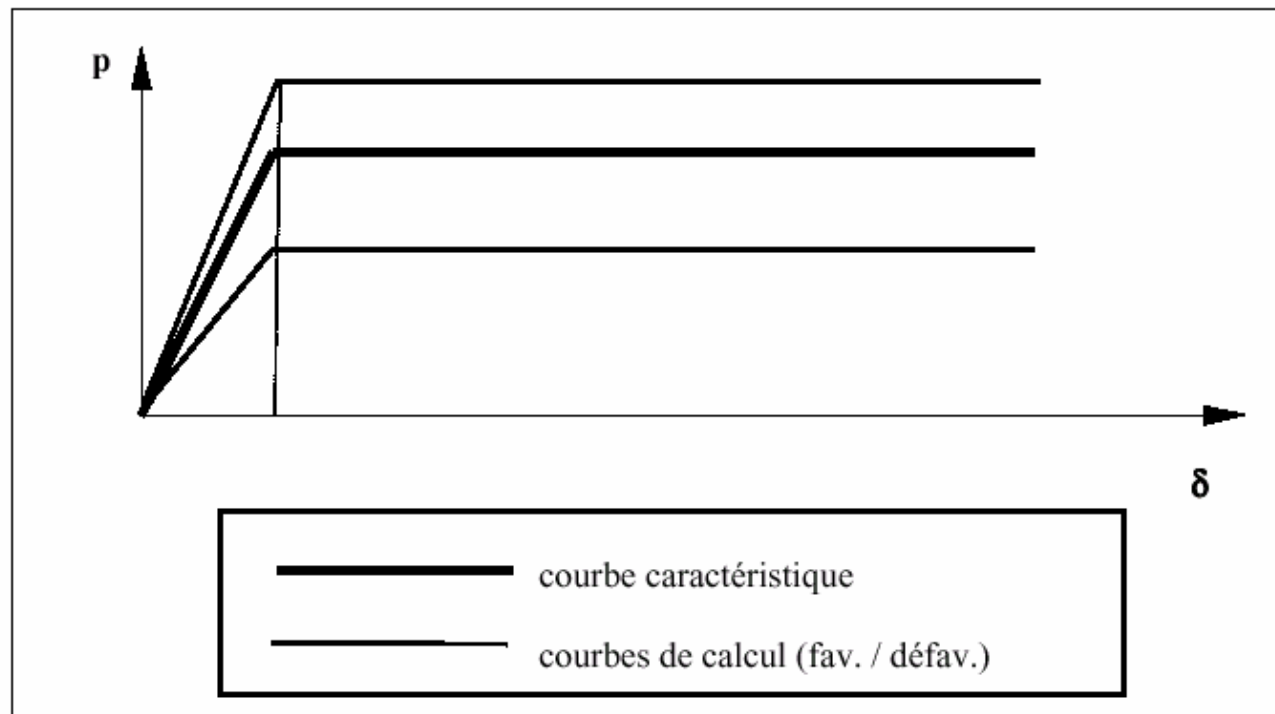 p
δ
courbe caractéristique
courbes de calcul (fav. / défav.)